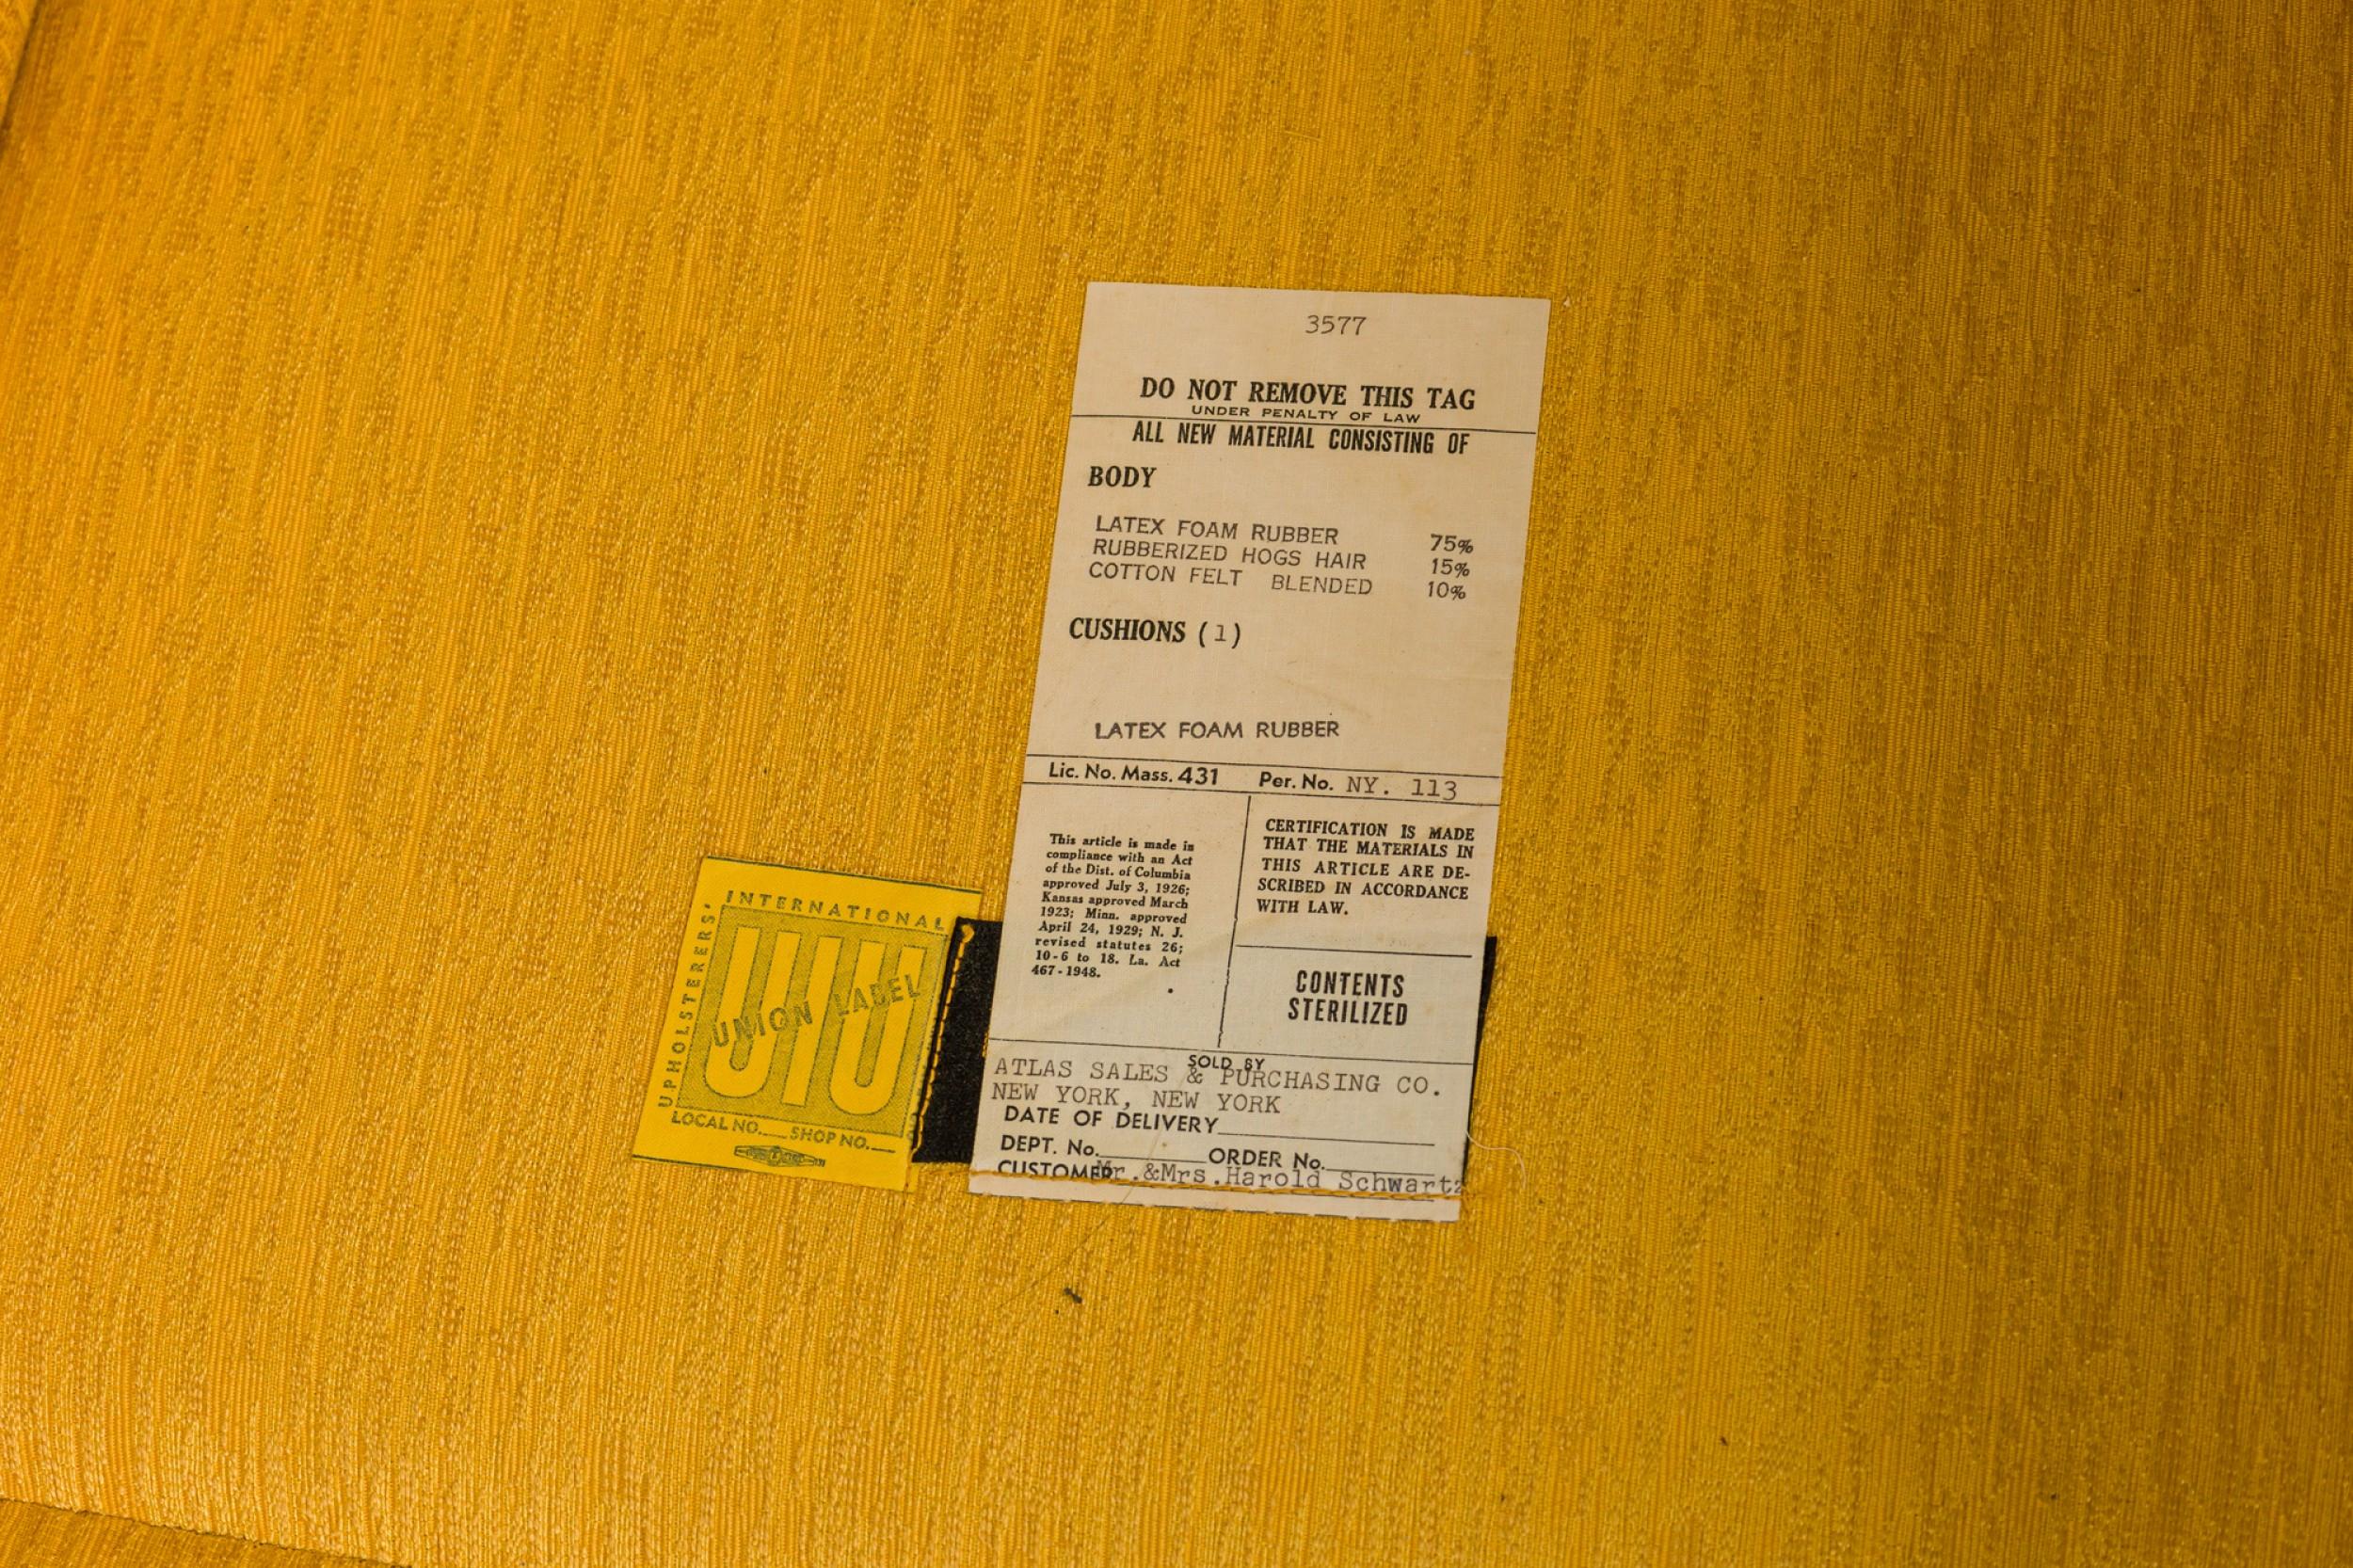 3577
DO NOT REMOVE THIS TAG
UNDER PENALTY OF LAW
ALL NEW MATERIAL CONSISTING OF
BODY
LATEX FOAM RUBBER 75%
RUBBERIZED HOGS HAIR 15%
COTTON FELT BLENDED 10%
CUSHIONS (1)
LATEX FOAM RUBBER
Lic. No. Mass. 431 Per. No. NY. 113
This article is made in
compliance with an Act
of the Dist. of Columbia
approved July 3, 1926;
Kansas approved March
1923; Minn. approved
April 24, 1929; N. J.
revised statutes 26;
10-6 to 18. La. Act
467-1948.
CERTIFICATION IS MADE
THAT THE MATERIALS IN
THIS ARTICLE ARE DE-
SCRIBED IN ACCORDANCE
WITH LAW.
CONTENTS
STERILIZED
SOLD BY
ATLAS SALES & PURCHASING CO.
NEW YORK, NEW YORK
DATE OF DELIVERY
DEPT. No. ORDER No.
CUSTOMER Mr.&Mrs.Harold Schwartz
UPHOLSTERERS'
INTERNATIONAL
UIU
UNION LABEL
LOCAL NO. SHOP NO.